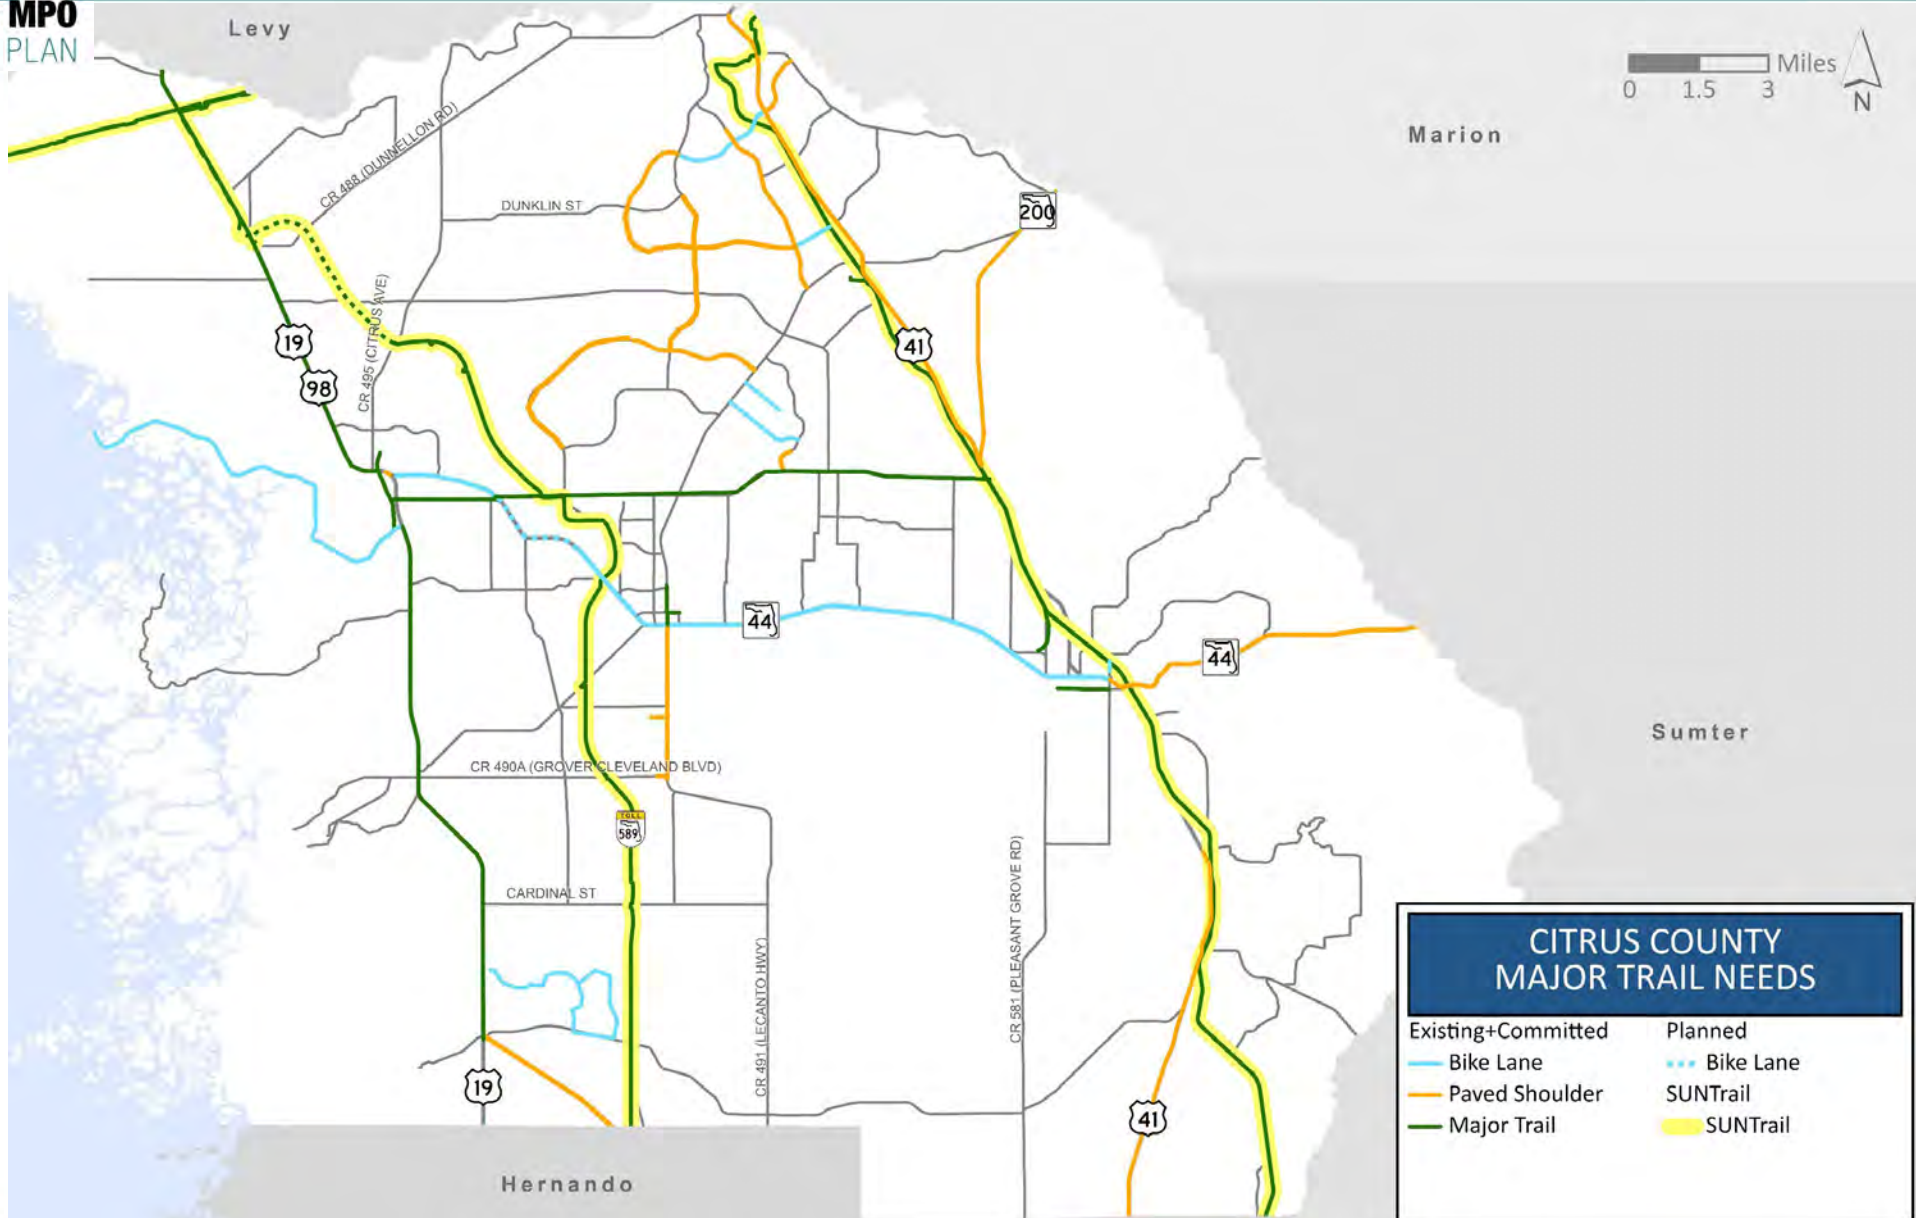 MPO
PLAN
Levy
Miles
0 1.5 3
N
Marion
CR 488 (DUNNELLON RD)
DUNKLIN ST
200
CR 495 (CITRUS AVE)
19
98
41
44
44
Sumter
CR 490A (GROVER CLEVELAND BLVD)
TOLL
589
CARDINAL ST
CR 491 (LECANTO HWY)
CR 581 (PLEASANT GROVE RD)
19
41
Hernando
CITRUS COUNTY
MAJOR TRAIL NEEDS
Existing+Committed
Bike Lane
Paved Shoulder
Major Trail
Planned
Bike Lane
SUNTrail
SUNTrail